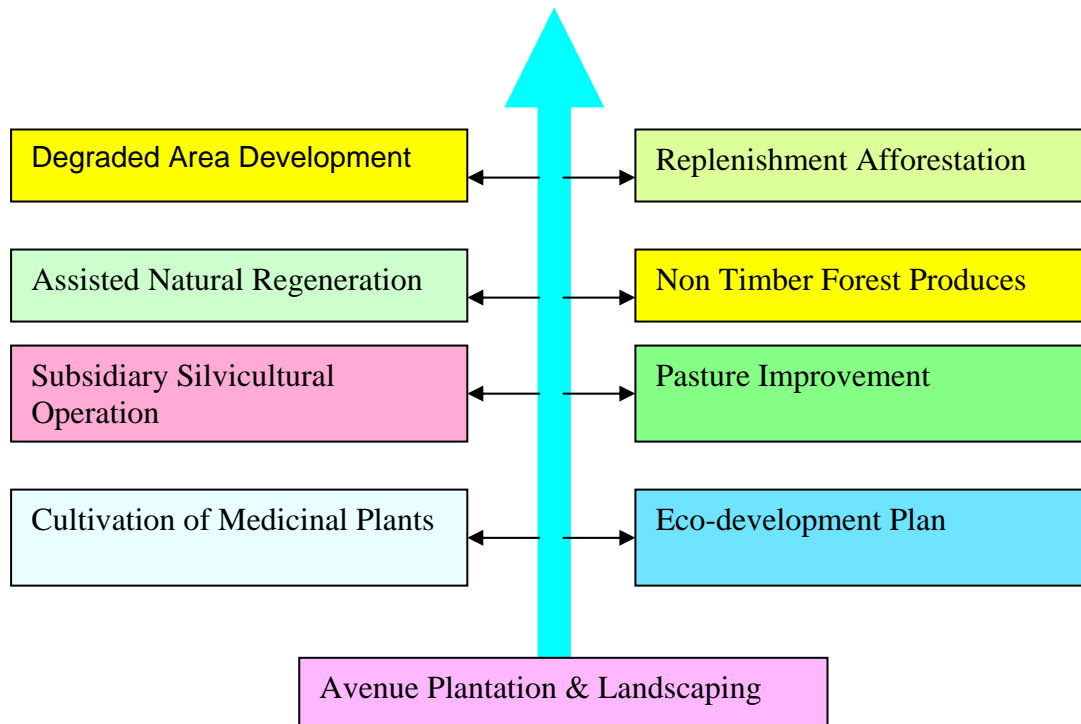 Degraded Area Development
Replenishment Afforestation
Assisted Natural Regeneration
Non Timber Forest Produces
Subsidiary Silvicultural
Operation
Pasture Improvement
Cultivation of Medicinal Plants
Eco-development Plan
Avenue Plantation & Landscaping